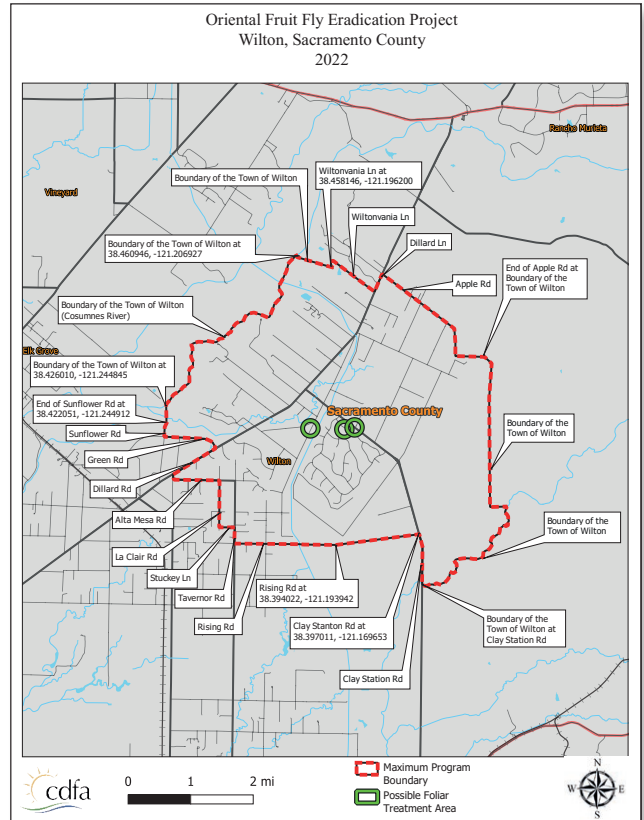 Oriental Fruit Fly Eradication Project
Wilton, Sacramento County
2022
Rancho Murieta
Vineyard
Boundary of the Town of Wilton
Wiltonvania Ln at
38.458146, -121.196200
Wiltonvania Ln
Boundary of the Town of Wilton at
38.460946, -121.206927
Dillard Ln
Apple Rd
End of Apple Rd at
Boundary of the
Town of Wilton
Boundary of the Town of Wilton
(Cosumnes River)
Elk Grove
Boundary of the Town of Wilton at
38.426010, -121.244845
End of Sunflower Rd at
38.422051, -121.244912
Sunflower Rd
Green Rd
Dillard Rd
Sacramento County
Wilton
Boundary of
the Town of
Wilton
Alta Mesa Rd
La Clair Rd
Stuckey Ln
Tavernor Rd
Rising Rd
Rising Rd at
38.394022, -121.193942
Clay Stanton Rd at
38.397011, -121.169653
Clay Station Rd
Boundary of the
Town of Wilton
Boundary of the
Town of Wilton at
Clay Station Rd
cdfa
0 1 2 mi
Maximum Program
Boundary
Possible Foliar
Treatment Area
N
W E
S